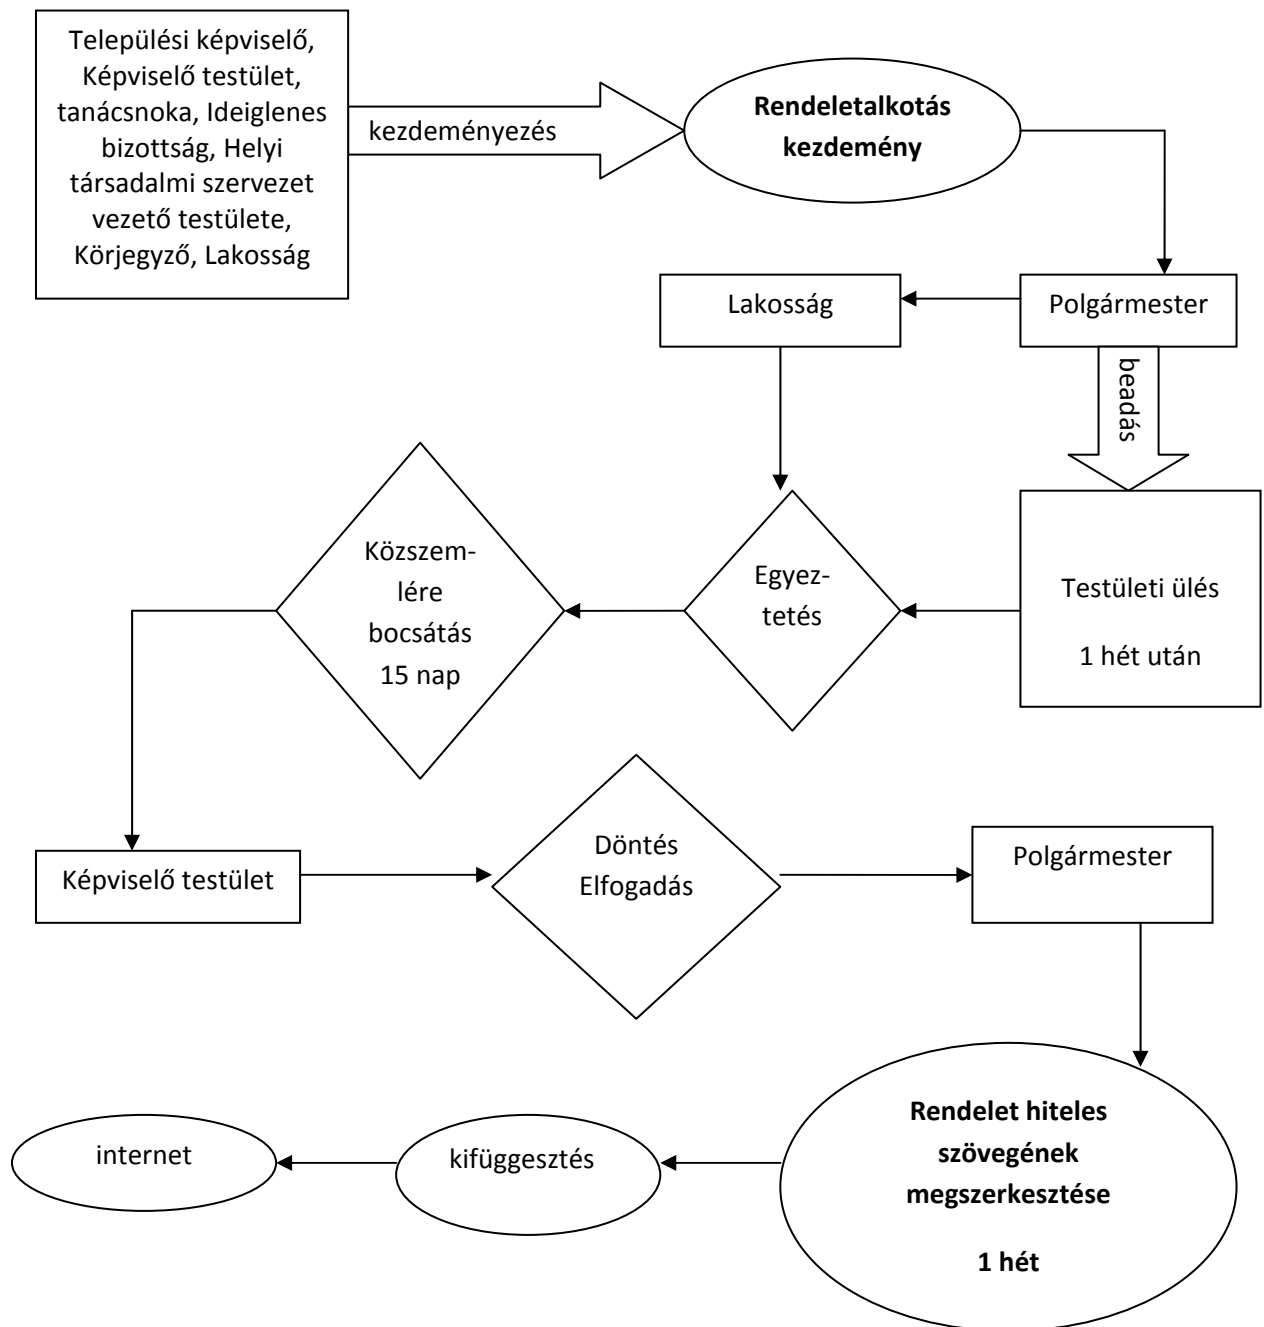 Települési képviselő,
Képviselő testület,
tanácsnoka, Ideiglenes
bizottság, Helyi
társadalmi szervezet
vezető testülete,
Körjegyző, Lakosság
kezdeményezés
Rendeletalkotás
kezdemény
Lakosság
Polgármester
beadás
Közszem-
lére
bocsátás
15 nap
Egyez-
tetés
Testületi ülés
1 hét után
Képviselő testület
Döntés
Elfogadás
Polgármester
internet
kifüggesztés
Rendelet hiteles
szövegének
megszerkesztése
1 hét